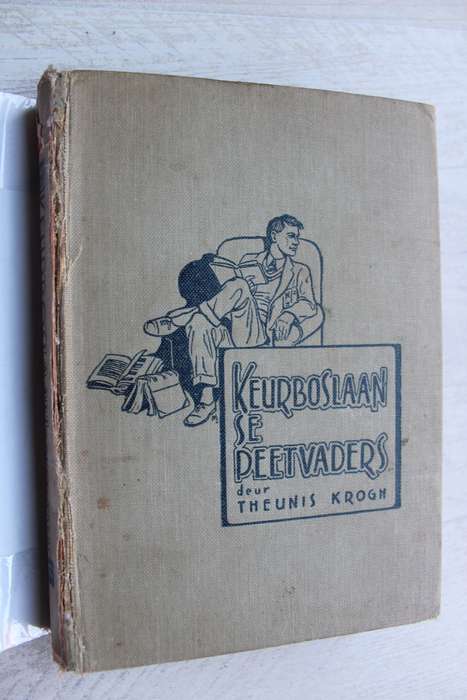 KEURBOSLAAN
SE
PEETVADERS
deur
THEUNIS KROGH